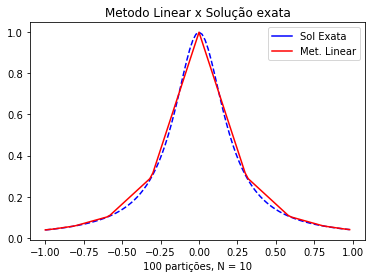 Metodo Linear x Solução exata
Sol Exata
Met. Linear
1.0
0.8
0.6
0.4
0.2
0.0
−1.00 −0.75 −0.50 −0.25 0.00 0.25 0.50 0.75 1.00
100 partições, N = 10